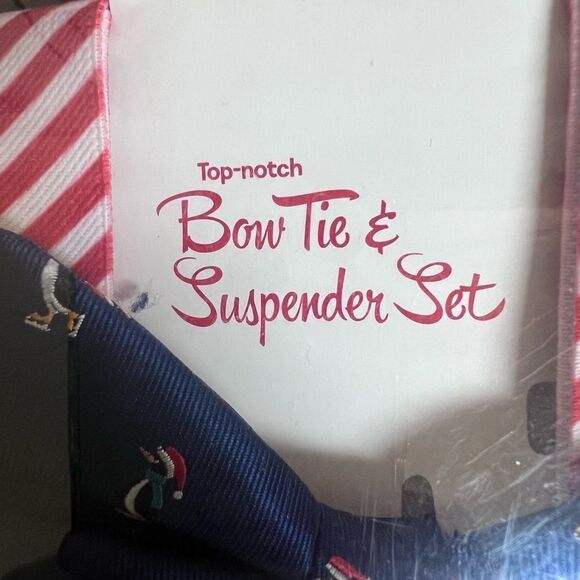 Top-notch
Bow Tie &
Suspender Set